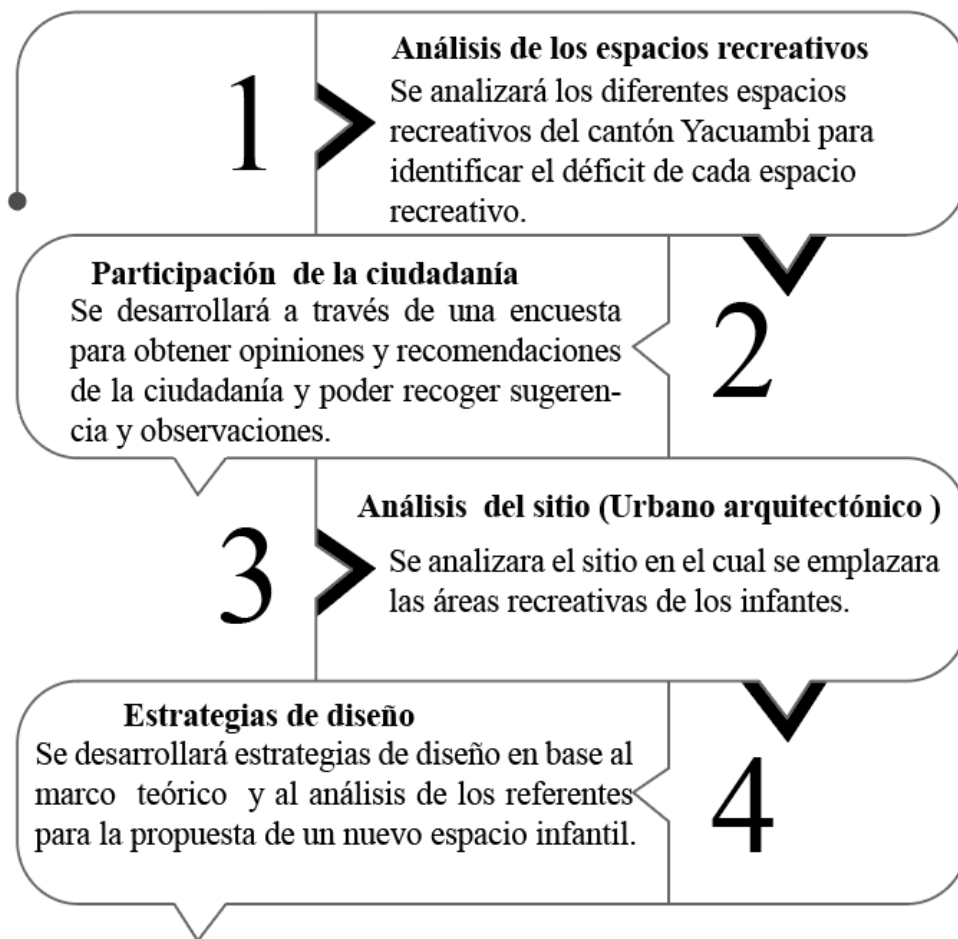 1
Análisis de los espacios recreativos
Se analizará los diferentes espacios
recreativos del cantón Yacuambi para
identificar el déficit de cada espacio
recreativo.
Participación de la ciudadanía
Se desarrollará a través de una encuesta
para obtener opiniones y recomendaciones
de la ciudadanía y poder recoger sugeren-
cia y observaciones.
2
3
Análisis del sitio (Urbano arquitectónico )
Se analizara el sitio en el cual se emplazara
las áreas recreativas de los infantes.
Estrategias de diseño
Se desarrollará estrategias de diseño en base al
marco teórico y al análisis de los referentes
para la propuesta de un nuevo espacio infantil.
4